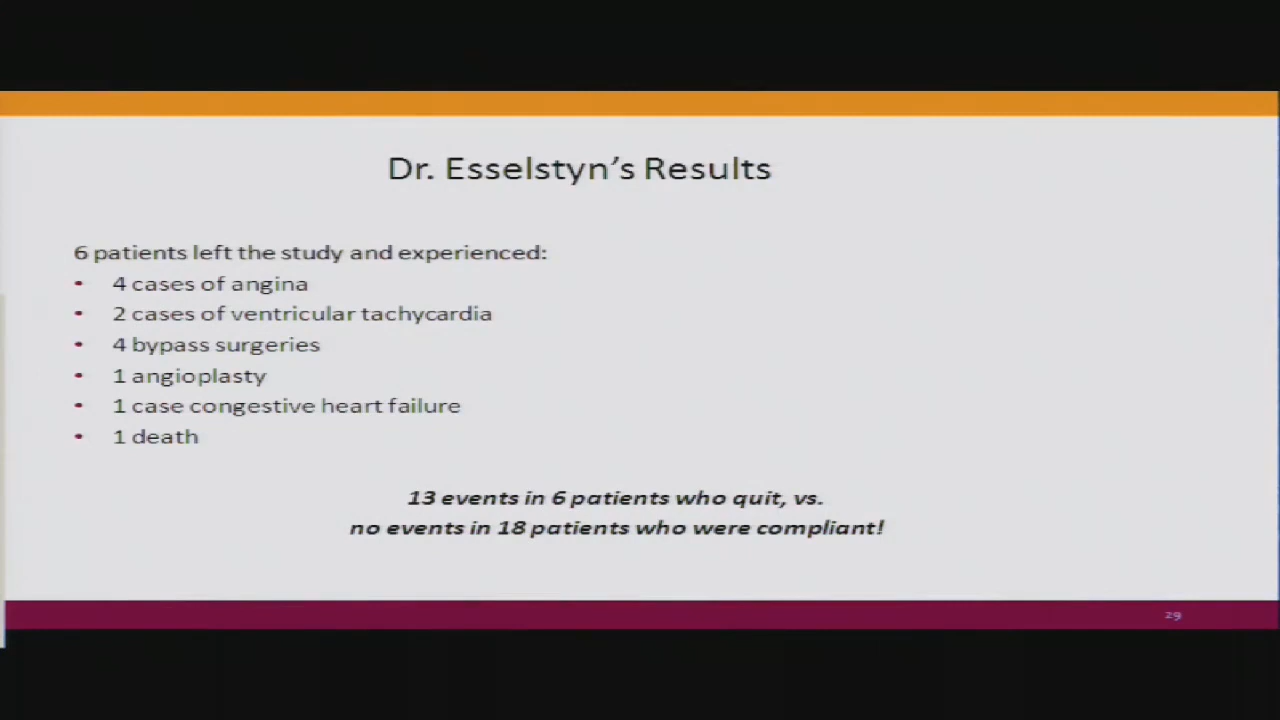 Dr. Esselstyn’s Results
6 patients left the study and experienced:
• 4 cases of angina
• 2 cases of ventricular tachycardia
• 4 bypass surgeries
• 1 angioplasty
• 1 case congestive heart failure
• 1 death
13 events in 6 patients who quit, vs.
no events in 18 patients who were compliant!
29